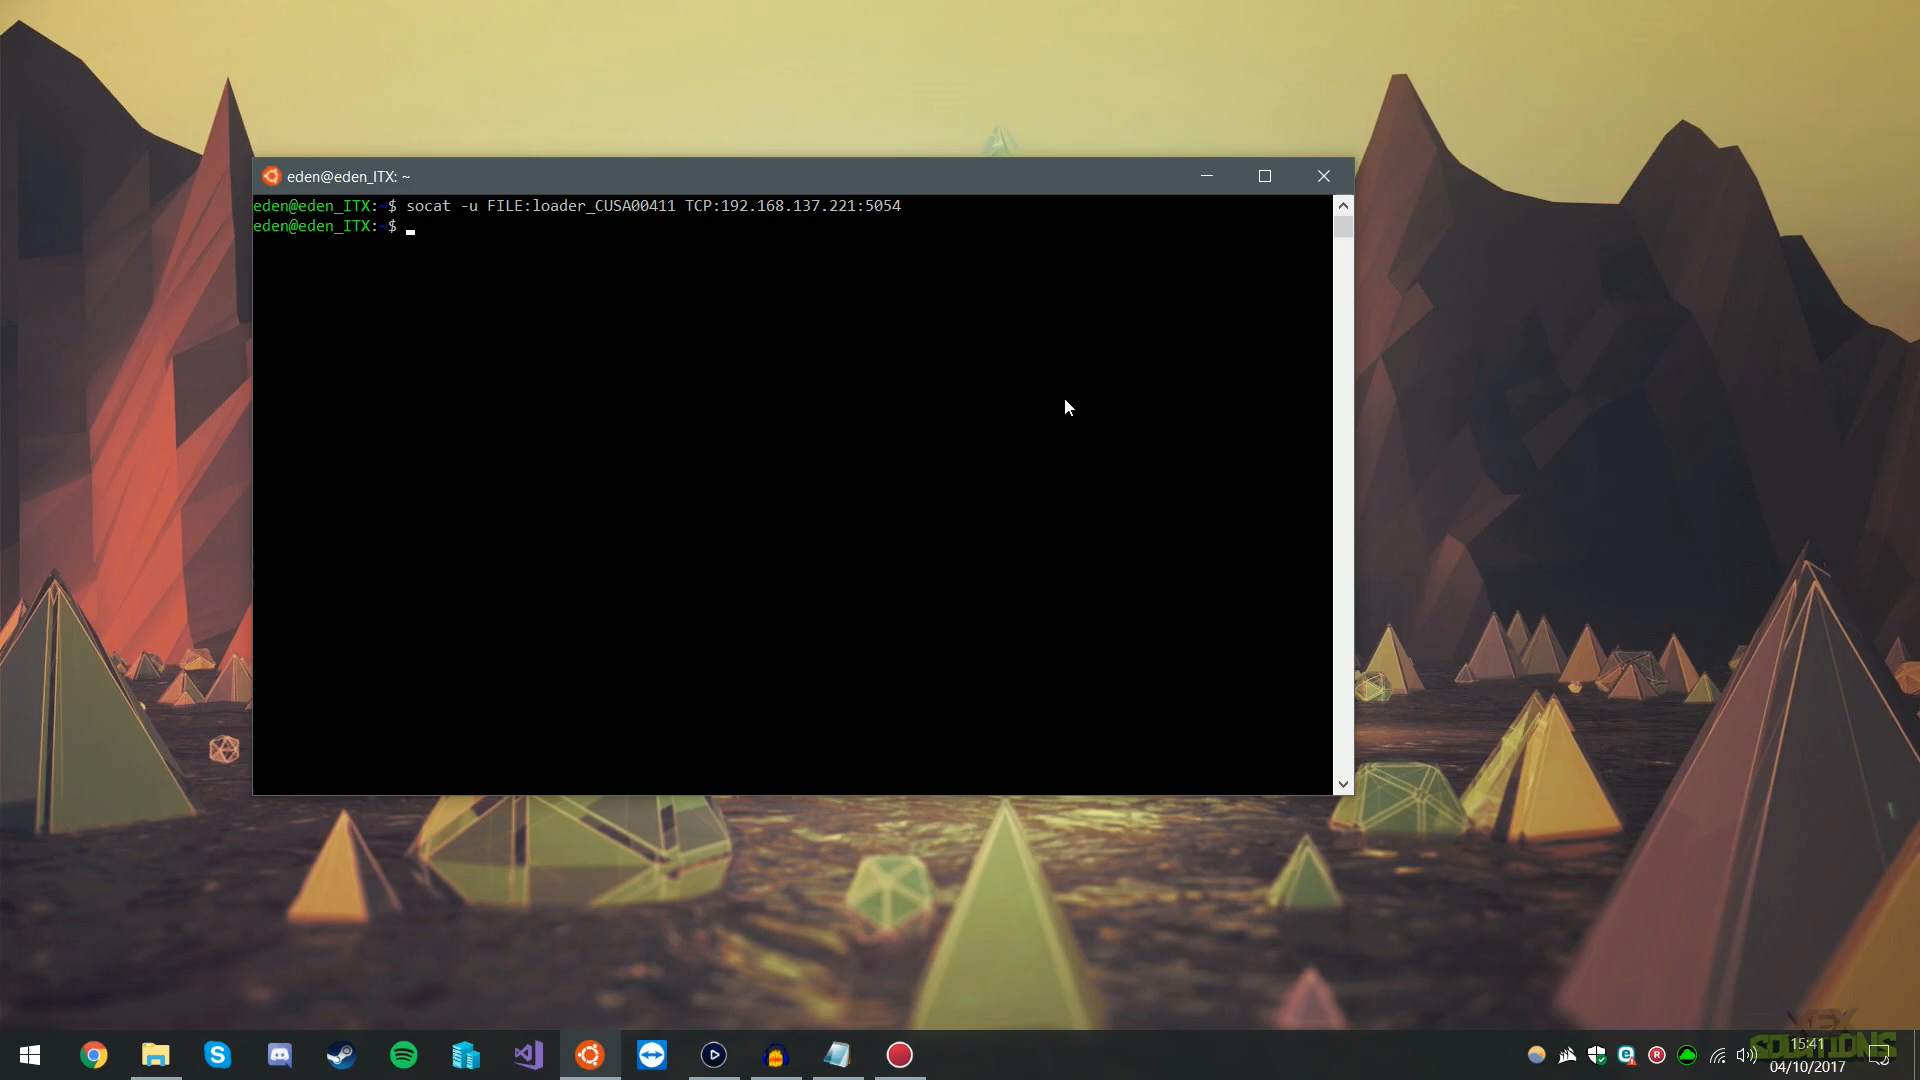 eden@eden_ITX: ~
eden@eden_ITX:~$ socat -u FILE:loader_CUSA00411 TCP:192.168.137.221:5054
eden@eden_ITX:~$
SOLUTIONS
15:41
04/10/2017